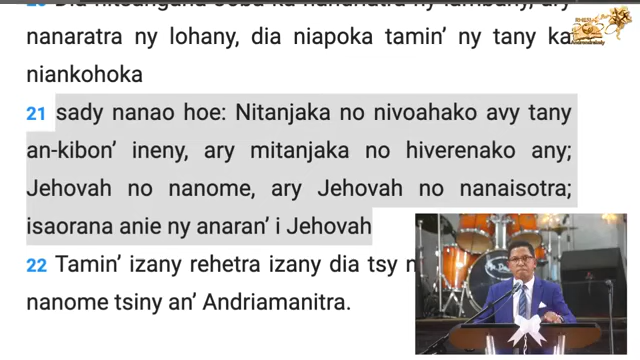 nanaratra ny lohany, dia niapoka tamin’ ny tany ka
niankohoka
21 sady nanao hoe: Nitanjaka no nivoahako avy tany
an-kibon’ ineny, ary mitanjaka no hiverenako any;
Jehovah no nanome, ary Jehovah no nanaisotra;
isaorana anie ny anaran’ i Jehovah
22 Tamin’ izany rehetra izany dia tsy n
nanome tsiny an’ Andriamanitra.